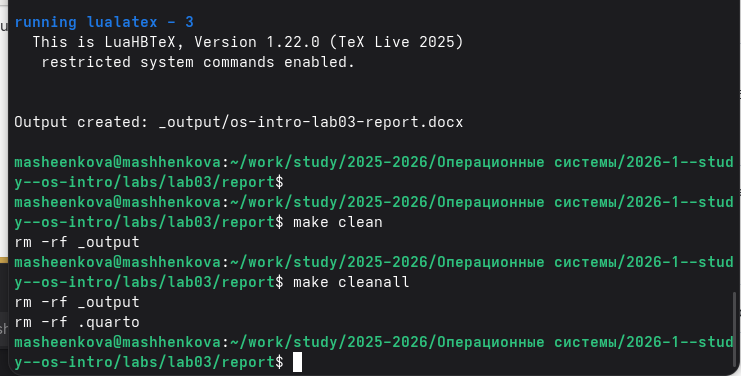 running lualatex - 3
This is LuaHBTeX, Version 1.22.0 (TeX Live 2025)
restricted system commands enabled.
Output created: _output/os-intro-lab03-report.docx
masheenkova@mashhenkova:~/work/study/2025-2026/Операционные системы/2026-1--stud
y--os-intro/labs/lab03/report$
masheenkova@mashhenkova:~/work/study/2025-2026/Операционные системы/2026-1--stud
y--os-intro/labs/lab03/report$ make clean
rm -rf _output
masheenkova@mashhenkova:~/work/study/2025-2026/Операционные системы/2026-1--stud
y--os-intro/labs/lab03/report$ make cleanall
rm -rf _output
rm -rf .quarto
masheenkova@mashhenkova:~/work/study/2025-2026/Операционные системы/2026-1--stud
y--os-intro/labs/lab03/report$